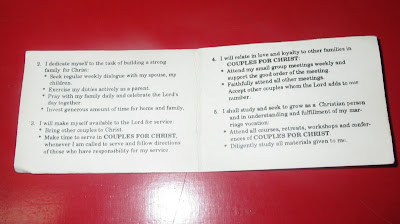 2. I dedicate myself to the task of building a strong
family for Christ:
• Seek regular weekly dialogue with my spouse, my
children.
• Exercise my duties actively as a parent.
• Pray with my family daily and celebrate the Lord's
day together.
• Invest generous amount of time for home and family.
3. I will make myself available to the Lord for service:
• Bring other couples to Christ.
• Make time to serve in COUPLES FOR CHRIST,
whenever I am called to serve and follow directions
of those who have responsibility for my service.
4. I will relate in love and loyalty to other families in
COUPLES FOR CHRIST:
• Attend my small group meetings weekly and
support the good order of the meeting.
• Faithfully attend all other meetings.
Accept other couples whom the Lord adds to our
number.
5. I shall study and seek to grow as a Christian person
and in understanding and fulfillment of my mar-
riage vocation:
• Attend all courses, retreats, workshops and confer-
ences of COUPLES FOR CHRIST.
• Diligently study all materials given to me.